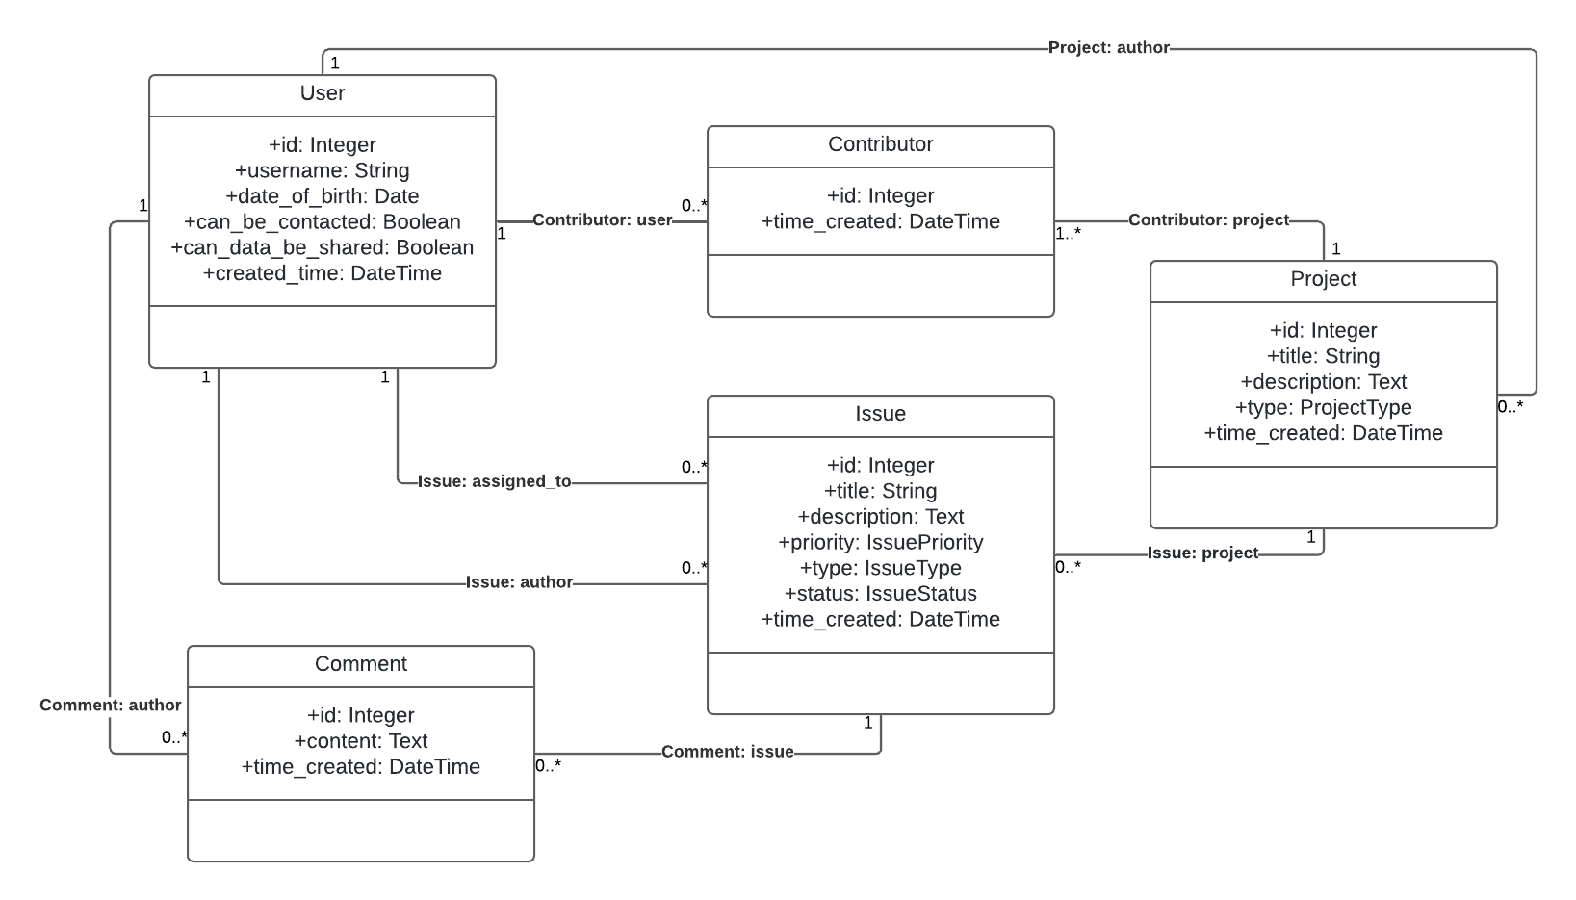 Project: author
1
User
+id: Integer
+username: String
+date_of_birth: Date
+can_be_contacted: Boolean
+can_data_be_shared: Boolean
+created_time: DateTime
1
1
Contributor: user
0..*
Contributor
+id: Integer
+time_created: DateTime
1..*
Contributor: project
1
Project
+id: Integer
+title: String
+description: Text
+type: ProjectType
+time_created: DateTime
0..*
1
1
Issue: assigned_to
0..*
Issue: author
0..*
Issue
+id: Integer
+title: String
+description: Text
+priority: IssuePriority
+type: IssueType
+status: IssueStatus
+time_created: DateTime
1
Issue: project
0..*
Comment
+id: Integer
+content: Text
+time_created: DateTime
Comment: author
0..*
1
Comment: issue
0..*